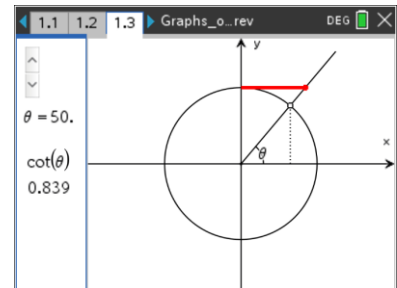 1.1 1.2 1.3 Graphs_o...rev DEG
y
θ = 50.
cot(θ)
0.839
θ
x